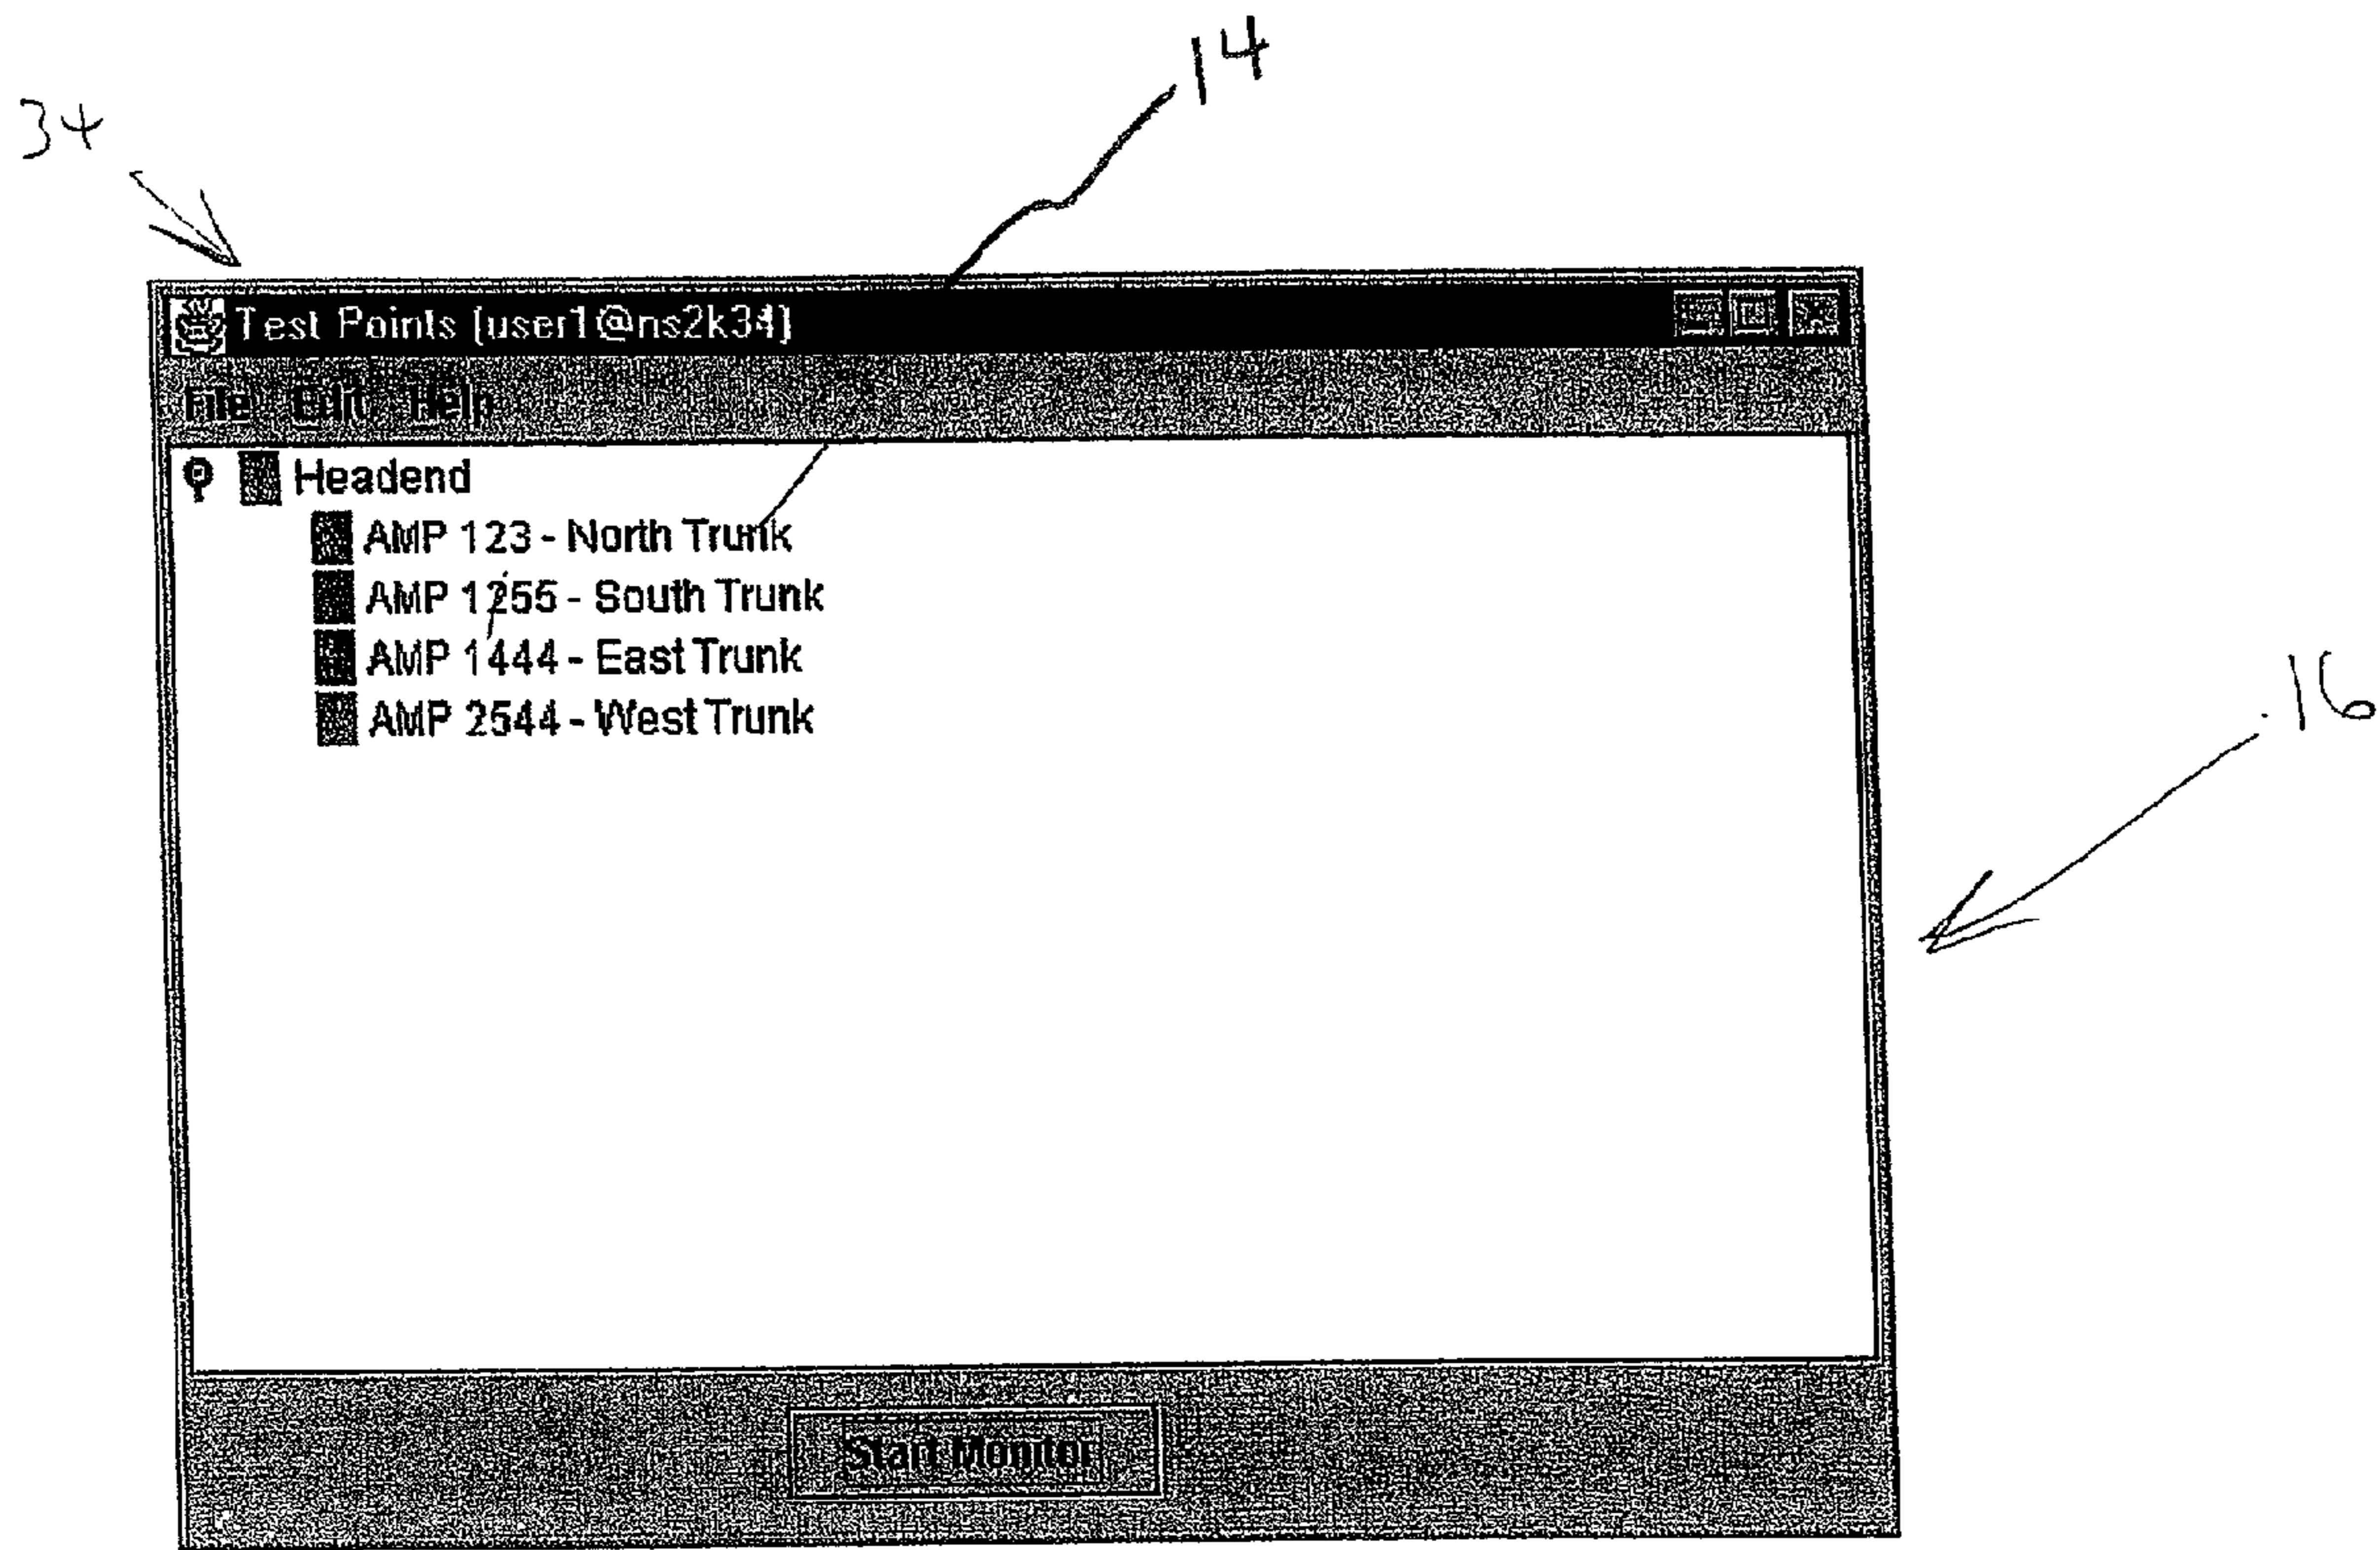 14
34
Test Points [user1@ns2k34]
File Edit Help
Headend
AMP 123 - North Trunk
AMP 1255 - South Trunk
AMP 1444 - East Trunk
AMP 2544 - West Trunk
16
Start Monitor